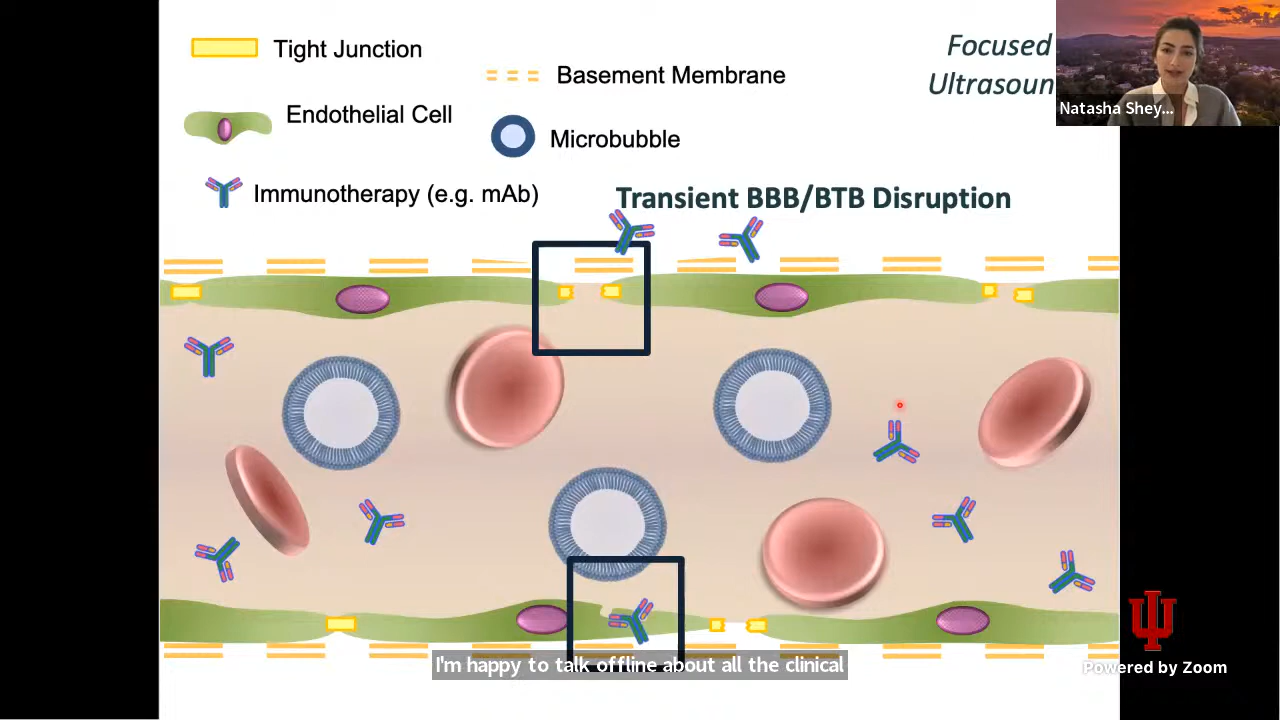 Tight Junction
Basement Membrane
Endothelial Cell
Microbubble
Immunotherapy (e.g. mAb)
Focused
Ultrasoun
Natasha Shey...
Transient BBB/BTB Disruption
I'm happy to talk offline about all the clinical
Powered by Zoom